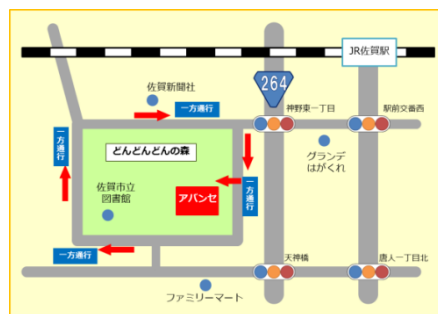 JR佐賀駅
佐賀新聞社
264
一方通行
神野東一丁目
駅前交番西
どんどんどんの森
一方通行
グランデ
はがくれ
佐賀市立
図書館
アバンセ
一方通行
一方通行
天神橋
唐人一丁目北
ファミリーマート